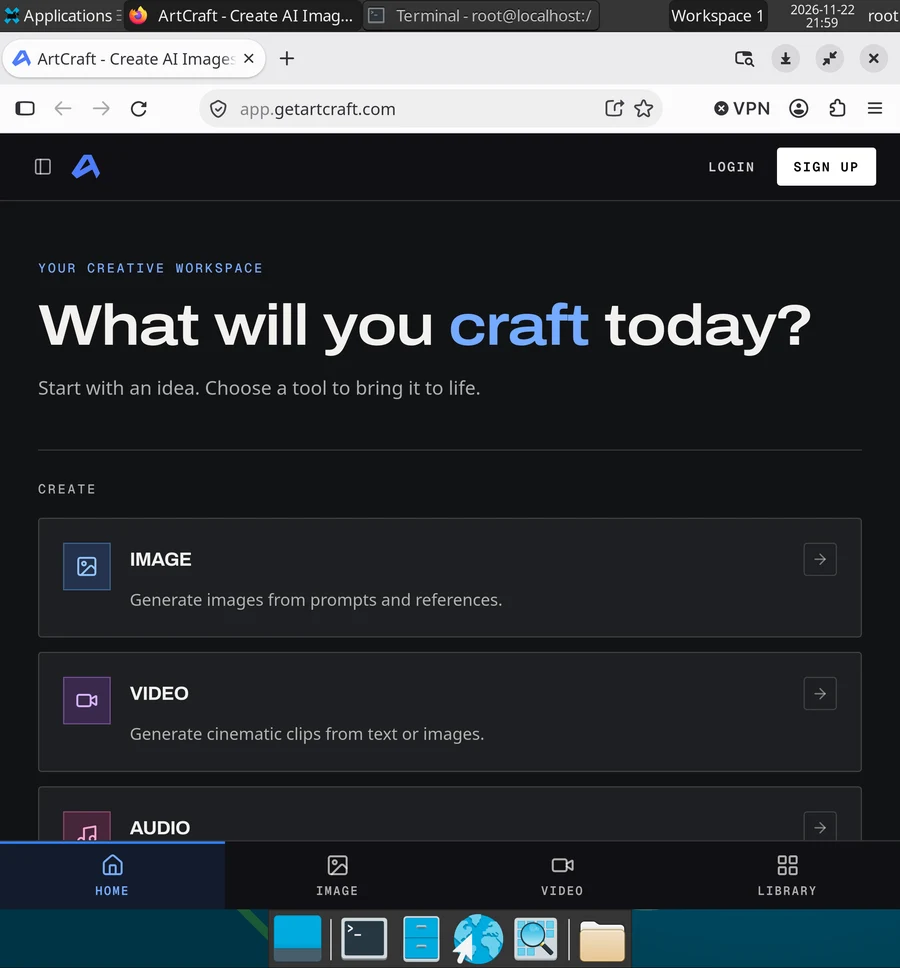 Applications
ArtCraft - Create AI Imag...
Terminal - root@localhost:/
Workspace 1
2026-11-22
21:59
root
ArtCraft - Create AI Images
app.getartcraft.com
VPN
LOGIN
SIGN UP
YOUR CREATIVE WORKSPACE
What will you craft today?
Start with an idea. Choose a tool to bring it to life.
CREATE
IMAGE
Generate images from prompts and references.
VIDEO
Generate cinematic clips from text or images.
AUDIO
HOME
IMAGE
VIDEO
LIBRARY